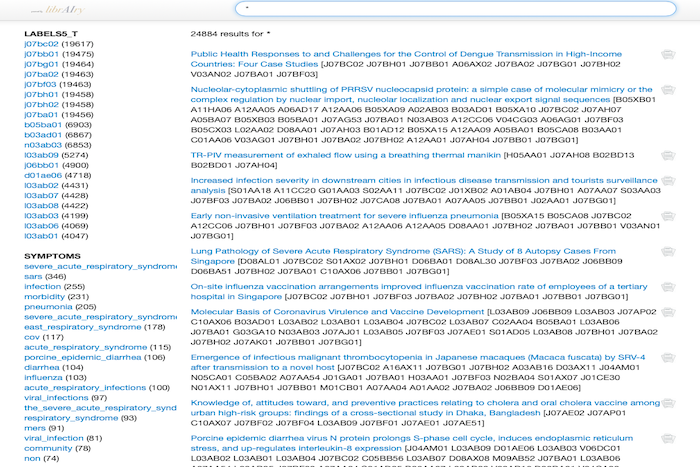 librAIry
*
LABELS5_T
j07bc02 (19617)
j07bb01 (19475)
j07bg01 (19464)
j07ba02 (19463)
j07bf03 (19463)
j07bh01 (19458)
j07bh02 (19458)
j07ba01 (19456)
b05ba01 (6903)
b03ad01 (6867)
n03ab03 (6853)
l03ab09 (5274)
j06bb01 (4900)
d01ae06 (4718)
l03ab02 (4431)
l03ab07 (4428)
l03ab08 (4422)
l03ab03 (4199)
l03ab06 (4069)
l03ab01 (4047)
SYMPTOMS
severe_acute_respiratory_syndrome
sars (346)
infection (255)
morbidity (231)
pneumonia (205)
severe_acute_respiratory_syndrome
east_respiratory_syndrome (178)
cov (117)
acute_respiratory_syndrome (115)
porcine_epidemic_diarrhea (106)
diarrhea (104)
influenza (103)
acute_respiratory_infections (100)
viral_infections (97)
the_severe_acute_respiratory_synd
respiratory_syndrome (93)
mers (91)
viral_infection (81)
community (78)
non (74)
24884 results for *
Public Health Responses to and Challenges for the Control of Dengue Transmission in High-Income
Countries: Four Case Studies [J07BC02 J07BH01 J07BB01 A06AX02 J07BA02 J07BG01 J07BH02
V03AN02 J07BA01 J07BF03]
Nucleolar-cytoplasmic shuttling of PRRSV nucleocapsid protein: a simple case of molecular mimicry or the
complex regulation by nuclear import, nucleolar localization and nuclear export signal sequences [B05XB01
A11HA06 A12AA05 A06AD17 A12AA06 B05XA09 A02AB03 B03AD01 B05XA10 J07BC02 J07AH07
A05BA07 B05XB03 B05BA01 J07AG53 J07BA01 N03AB03 A12CC06 V04CG03 A06AG01 J07BF03
B05CX03 L02AA02 D08AA01 J07AH03 B01AD12 B05XA15 A12AA09 A05BA01 B05CA08 B03AA01
C01AA06 V03AG01 J07BH01 J07BA02 J07BH02 A12AA01 J07AH04 J07BB01 J07BG01]
TR-PIV measurement of exhaled flow using a breathing thermal manikin [H05AA01 J07AH08 B02BD13
B02BD01 J07AH04]
Increased infection severity in downstream cities in infectious disease transmission and tourists surveillance
analysis [S01AA18 A11CC20 G01AA03 S02AA11 J07BC02 J01XB02 A01AB04 J07BH01 A07AA07 S03AA03
J07BF03 J07BA02 J06BB01 J07BH02 J07CA08 J07BA01 A07AA05 J07BB01 J02AA01 J07BG01]
Early non-invasive ventilation treatment for severe influenza pneumonia [B05XA15 B05CA08 J07BC02
A12CC06 J07BH01 J07BF03 J07BA02 A12AA06 A12AA05 D08AA01 J07BH02 J07BA01 J07BB01 V03AN01
J07BG01]
Lung Pathology of Severe Acute Respiratory Syndrome (SARS): A Study of 8 Autopsy Cases From
Singapore [D08AL01 J07BC02 S01AX02 J07BH01 D06BA01 D08AL30 J07BF03 J07BA02 J06BB09
D06BA51 J07BH02 J07BA01 C10AX06 J07BB01 J07BG01]
On-site influenza vaccination arrangements improved influenza vaccination rate of employees of a tertiary
hospital in Singapore [J07BC02 J07BH01 J07BF03 J07BA02 J07BH02 J07BA01 J07BB01 J07BG01]
Molecular Basis of Coronavirus Virulence and Vaccine Development [L03AB09 J06BB09 L03AB03 J07AP02
C10AX06 B03AD01 L03AB02 L03AB01 L03AB04 J07BC02 L03AB07 C02AA04 B05BA01 L03AB06
J07BA01 G03GA10 N03AB03 J07AJ01 L03AB05 J07BF03 J07AE01 S01AD05 L03AB08 J07BH01 J07BA02
J07BH02 J07AK01 J07BB01 J07BG01]
Emergence of infectious malignant thrombocytopenia in Japanese macaques (Macaca fuscata) by SRV-4
after transmission to a novel host [J07BC02 A16AX11 J07BG01 J07BH02 A03AB16 D03AX11 J04AM01
N05CA01 C05BA02 A07AA54 J01GA01 J07BA01 H03AA01 J07BF03 N02BA04 S01AX07 J01CE30
N01AX11 J07BH01 J07BB01 M01CB01 A07AA04 A01AA02 J07BA02 J06BB09 D01AE06]
Knowledge of, attitudes toward, and preventive practices relating to cholera and oral cholera vaccine among
urban high-risk groups: findings of a cross-sectional study in Dhaka, Bangladesh [J07AE02 J07AP01
C10AX07 J07BF02 J07BF04 L03AB09 J07BF01 J07AE01 J07AE51]
Porcine epidemic diarrhea virus N protein prolongs S-phase cell cycle, induces endoplasmic reticulum
stress, and up-regulates interleukin-8 expression [J04AM01 L03AB09 D01AE06 L03AB03 V06DC01
L03AB02 L03AB01 L03AB04 J07BC02 C05BB56 L03AB07 D08AX08 M09AB52 J07BA01 L03AB06